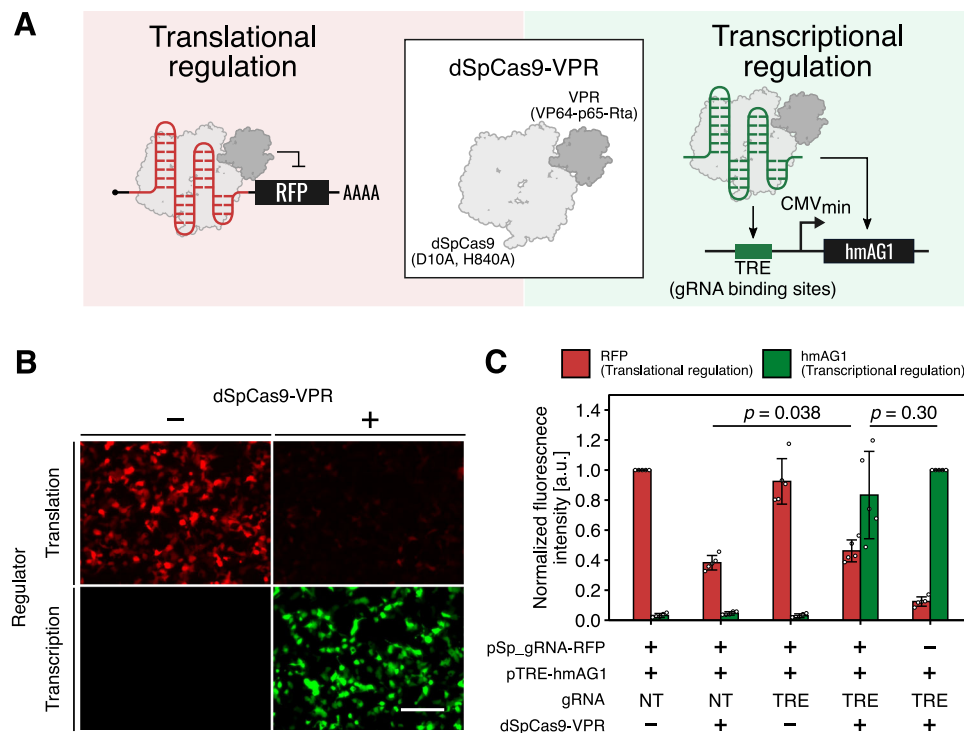 A
Translational
regulation
RFP
AAAA
dSpCas9-VPR
VPR
(VP64-p65-Rta)
dSpCas9
(D10A, H840A)
Transcriptional
regulation
CMVmin
hmAG1
TRE
(gRNA binding sites)
B
dSpCas9-VPR
− +
Regulator
Translation
Transcription
C
RFP
(Translational regulation)
hmAG1
(Transcriptional regulation)
Normalized fluorescnece
intensity [a.u.]
1.4
1.2
1.0
0.8
0.6
0.4
0.2
0.0
p = 0.038
p = 0.30
pSp_gRNA-RFP + + + + −
pTRE-hmAG1 + + + + +
gRNA NT NT TRE TRE TRE
dSpCas9-VPR − + − + +